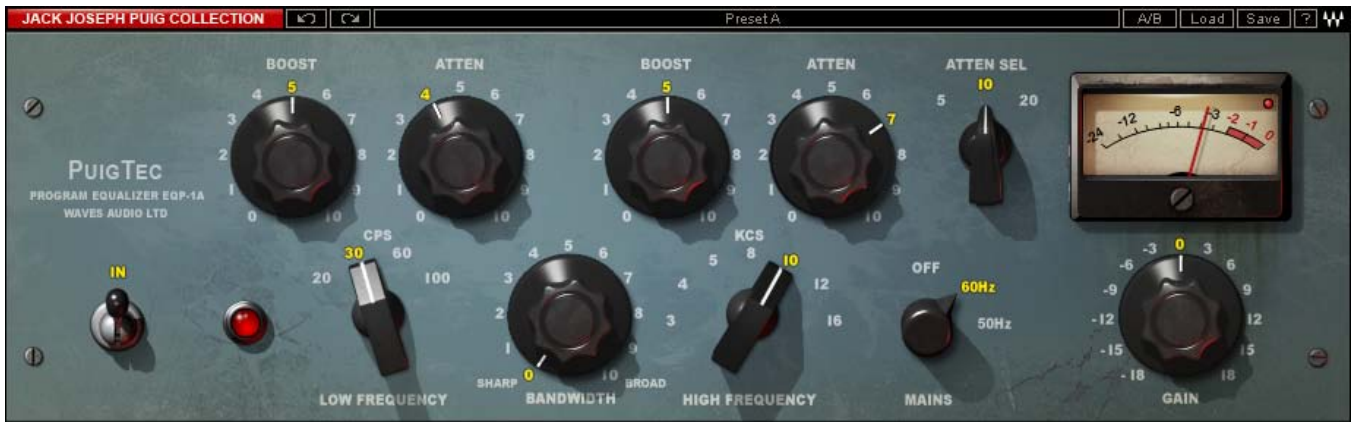 JACK JOSEPH PUIG COLLECTION Preset A A/B Load Save ?
BOOST ATTEN BOOST ATTEN ATTEN SEL
0 1 2 3 4 5 6 7 8 9 10
0 1 2 3 4 5 6 7 8 9 10
0 1 2 3 4 5 6 7 8 9 10
0 1 2 3 4 5 6 7 8 9 10
5 10 20
-24 -12 -6 -3 -2 -1 0
PUIGTEC
PROGRAM EQUALIZER EQP-1A
WAVES AUDIO LTD
IN
CPS
20 30 60 100
LOW FREQUENCY
0 1 2 3 4 5 6 7 8 9 10
SHARP BROAD
BANDWIDTH
KCS
3 4 5 8 10 12 16
HIGH FREQUENCY
OFF
60Hz
50Hz
MAINS
-18 -15 -12 -9 -6 -3 0 3 6 9 12 15 18
GAIN